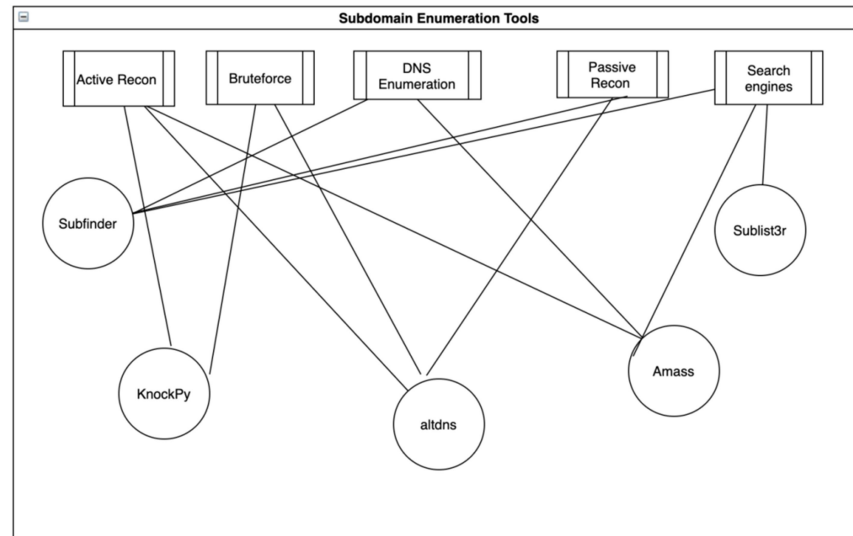 Subdomain Enumeration Tools
Active Recon
Bruteforce
DNS
Enumeration
Passive
Recon
Search
engines
Subfinder
Sublist3r
KnockPy
altdns
Amass